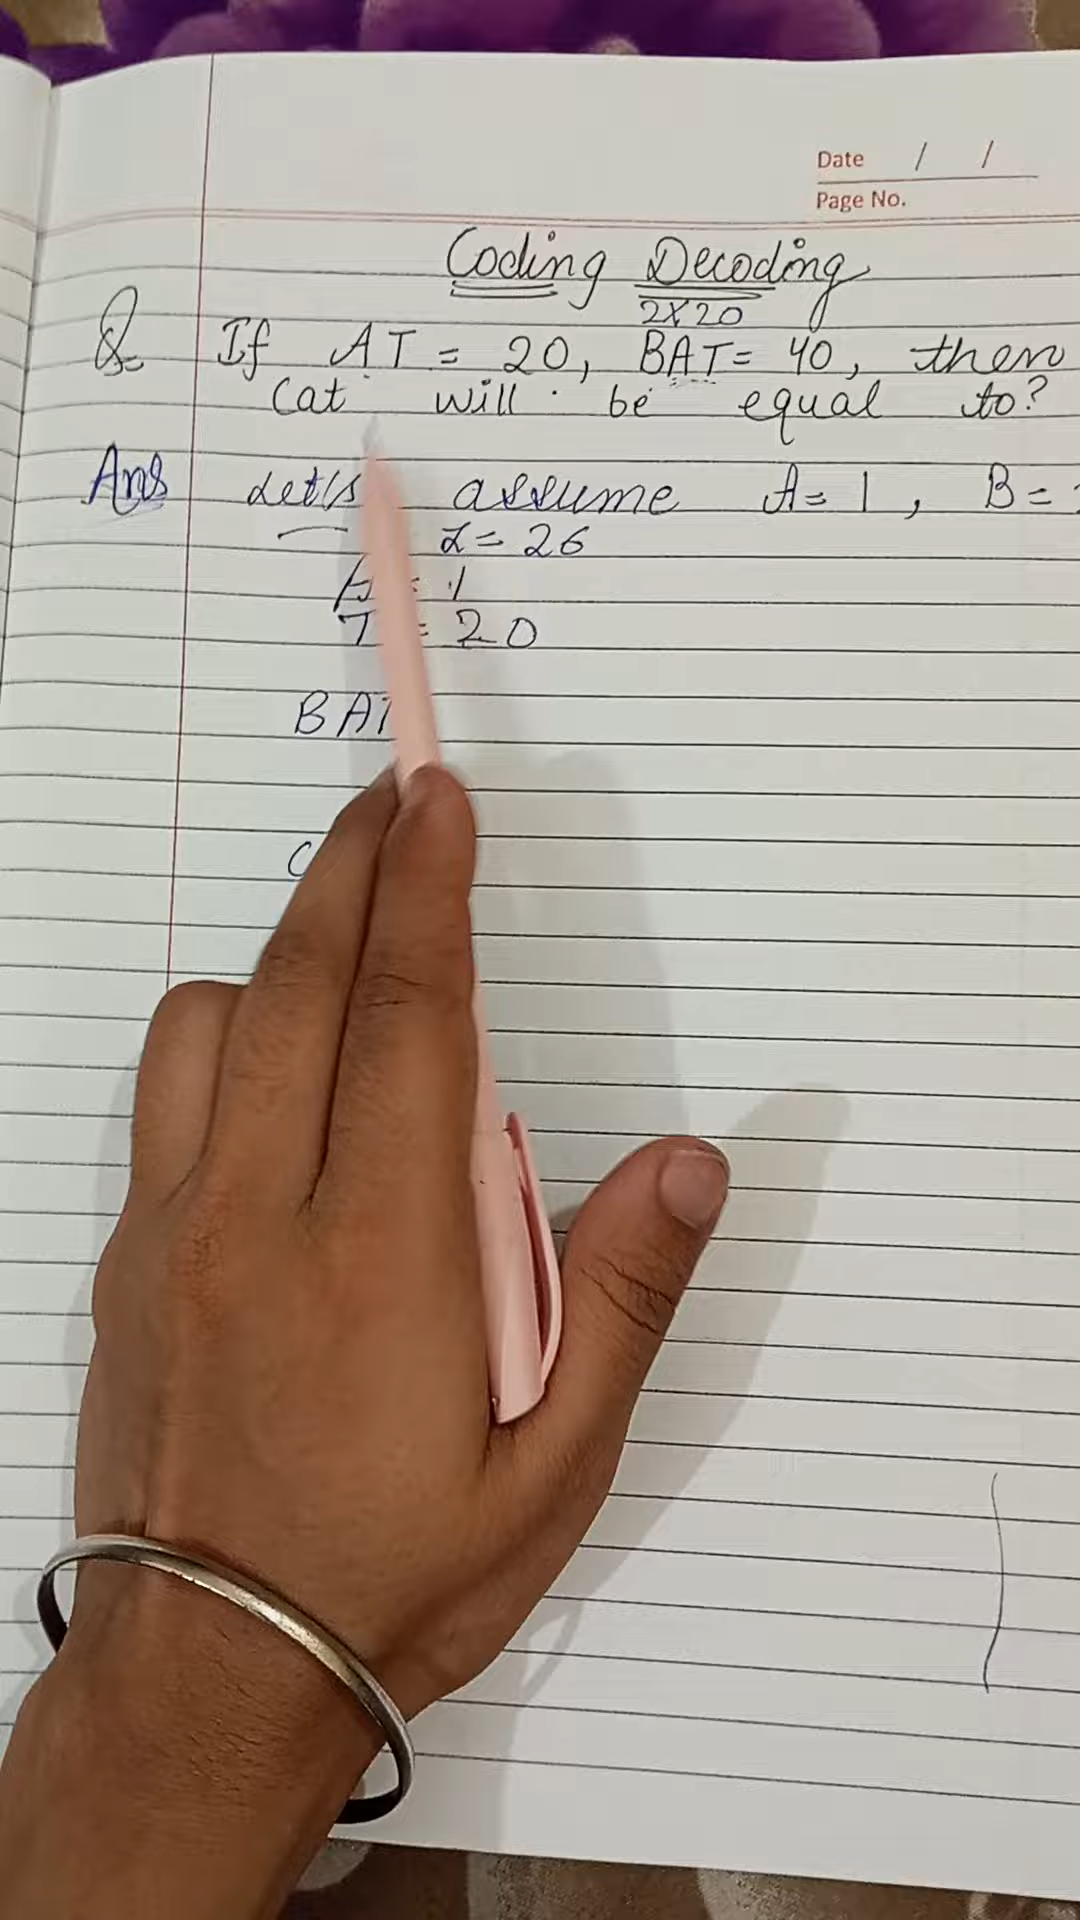 Date / /
Page No.
Coding Decoding
2x20
Q. If AT = 20, BAT = 40, then
Cat will be equal to?
Ans Let's assume A = 1, B =
Z = 26
A = 1
T = 20
BAT
C